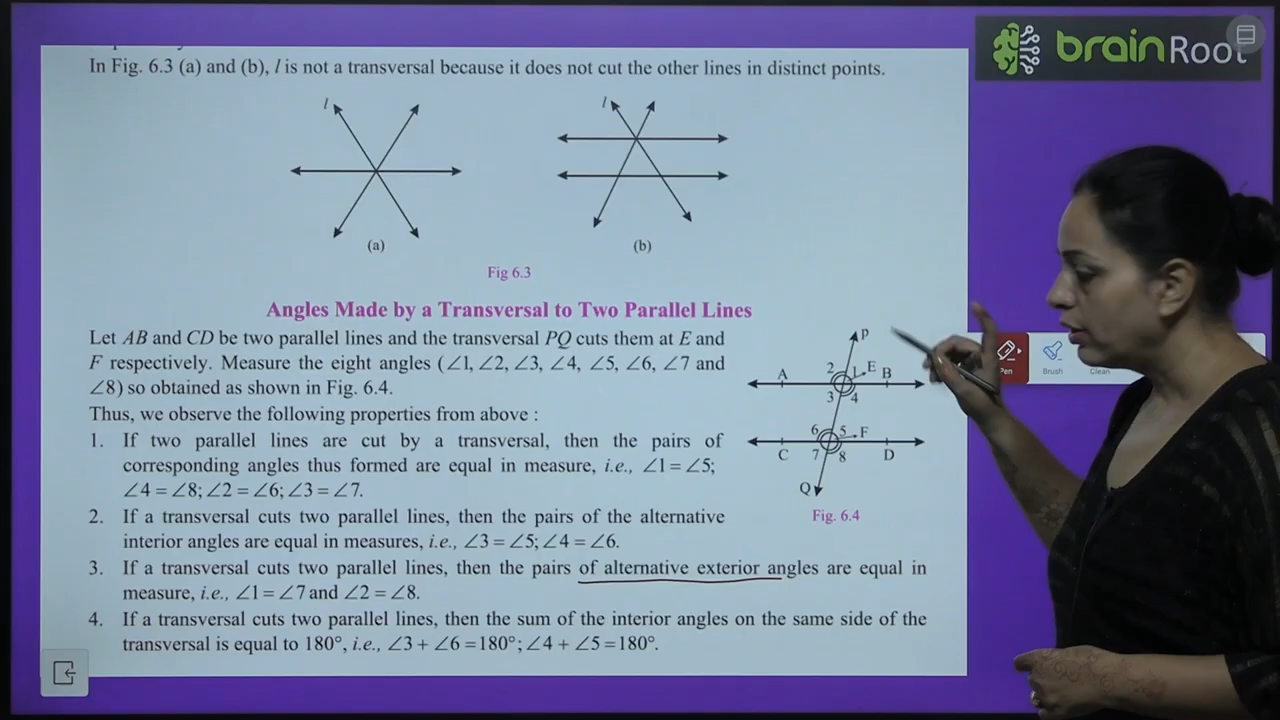 brainRoot
In Fig. 6.3 (a) and (b), l is not a transversal because it does not cut the other lines in distinct points.
l
l
(a)
(b)
Fig 6.3
Angles Made by a Transversal to Two Parallel Lines
Let AB and CD be two parallel lines and the transversal PQ cuts them at E and
F respectively. Measure the eight angles (∠1, ∠2, ∠3, ∠4, ∠5, ∠6, ∠7 and
∠8) so obtained as shown in Fig. 6.4.
Thus, we observe the following properties from above :
1. If two parallel lines are cut by a transversal, then the pairs of
corresponding angles thus formed are equal in measure, i.e., ∠1 = ∠5;
∠4 = ∠8; ∠2 = ∠6; ∠3 = ∠7.
2. If a transversal cuts two parallel lines, then the pairs of the alternative
interior angles are equal in measures, i.e., ∠3 = ∠5; ∠4 = ∠6.
P
A 2 1 E B
3 4
6 5 F
C 7 8 D
Q
Fig. 6.4
3. If a transversal cuts two parallel lines, then the pairs of alternative exterior angles are equal in
measure, i.e., ∠1 = ∠7 and ∠2 = ∠8.
4. If a transversal cuts two parallel lines, then the sum of the interior angles on the same side of the
transversal is equal to 180°, i.e., ∠3 + ∠6 = 180°; ∠4 + ∠5 = 180°.
Pen
Brush
Clean